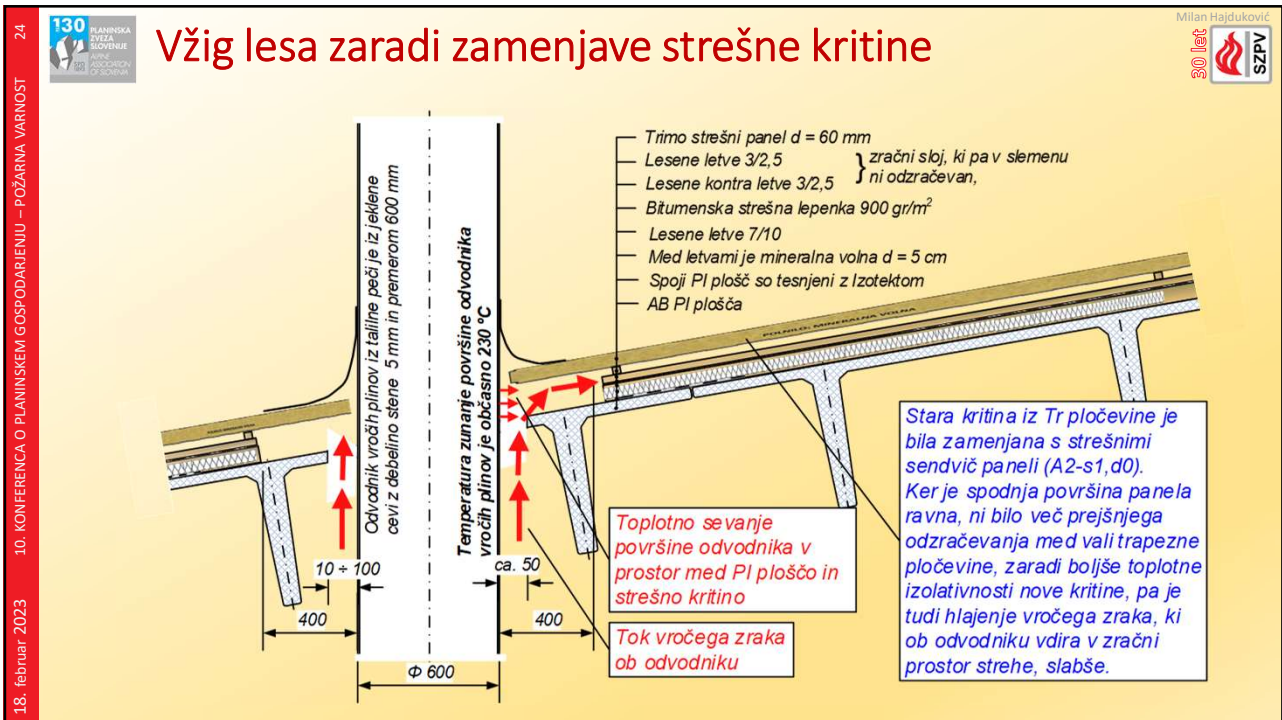 24
10. KONFERENCA O PLANINSKEM GOSPODARJENJU – POŽARNA VARNOST
18. februar 2023
130
PLANINSKA
ZVEZA
SLOVENIJE
ALPINE
ASSOCIATION
OF SLOVENIA
Vžig lesa zaradi zamenjave strešne kritine
Milan Hajduković
30 let
SZPV
Trimo strešni panel d = 60 mm
Lesene letve 3/2,5
Lesene kontra letve 3/2,5
} zračni sloj, ki pa v slemenu
ni odzračevan,
Bitumenska strešna lepenka 900 gr/m²
Lesene letve 7/10
Med letvami je mineralna volna d = 5 cm
Spoji PI plošč so tesnjeni z Izotektom
AB PI plošča
POLNILO: MINERALNA VOLNA
Odvodnik vročih plinov iz talilne peči je iz jeklene
cevi z debelino stene 5 mm in premerom 600 mm
Temperatura zunanje površine odvodnika
vročih plinov je občasno 230 °C
10 ÷ 100
400
ca. 50
400
Φ 600
Toplotno sevanje
površine odvodnika v
prostor med PI ploščo in
strešno kritino
Tok vročega zraka
ob odvodniku
Stara kritina iz Tr pločevine je
bila zamenjana s strešnimi
sendvič paneli (A2-s1,d0).
Ker je spodnja površina panela
ravna, ni bilo več prejšnjega
odzračevanja med vali trapezne
pločevine, zaradi boljše toplotne
izolativnosti nove kritine, pa je
tudi hlajenje vročega zraka, ki
ob odvodniku vdira v zračni
prostor strehe, slabše.